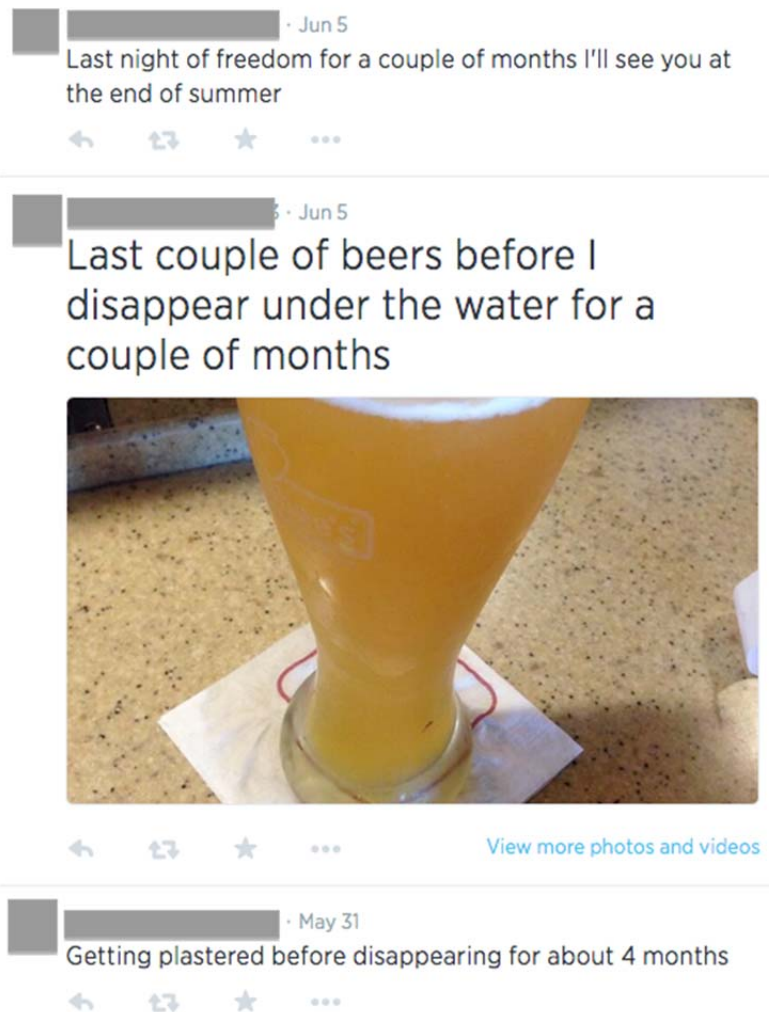 · Jun 5
Last night of freedom for a couple of months I'll see you at
the end of summer
· Jun 5
Last couple of beers before I
disappear under the water for a
couple of months
View more photos and videos
· May 31
Getting plastered before disappearing for about 4 months